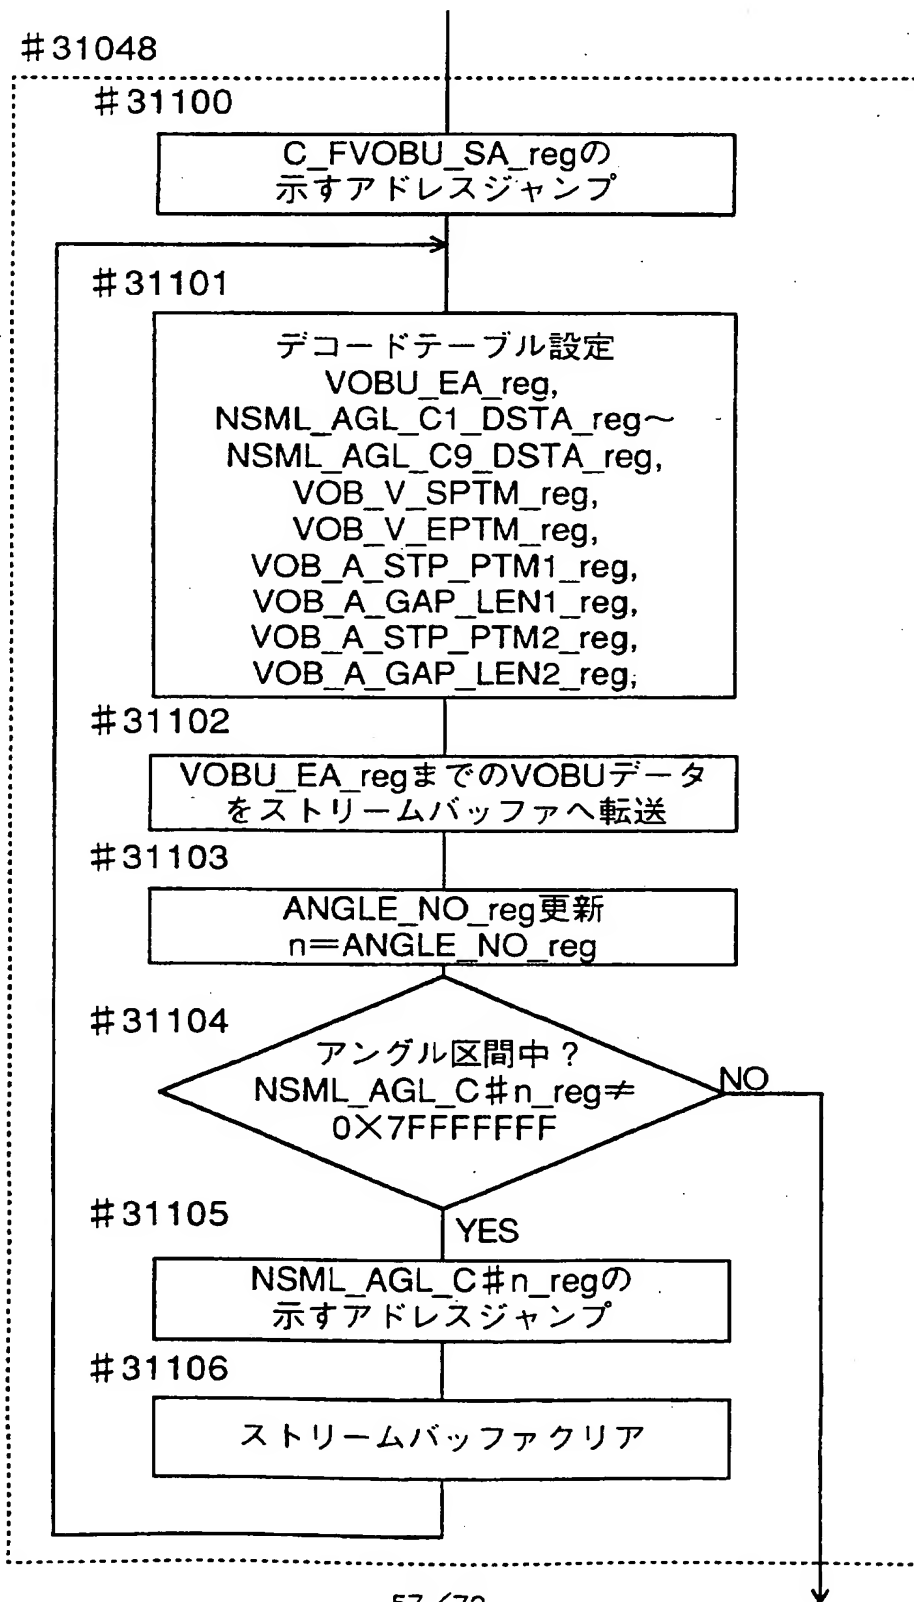 #31048
#31100
C_FVOBU_SA_regの
示すアドレスジャンプ
#31101
デコードテーブル設定
VOBU_EA_reg,
NSML_AGL_C1_DSTA_reg〜
NSML_AGL_C9_DSTA_reg,
VOB_V_SPTM_reg,
VOB_V_EPTM_reg,
VOB_A_STP_PTM1_reg,
VOB_A_GAP_LEN1_reg,
VOB_A_STP_PTM2_reg,
VOB_A_GAP_LEN2_reg,
#31102
VOBU_EA_regまでのVOBUデータ
をストリームバッファへ転送
#31103
ANGLE_NO_reg更新
n=ANGLE_NO_reg
#31104
アングル区間中?
NSML_AGL_C#n_reg≠
0×7FFFFFFF
NO
#31105
YES
NSML_AGL_C#n_regの
示すアドレスジャンプ
#31106
ストリームバッファクリア